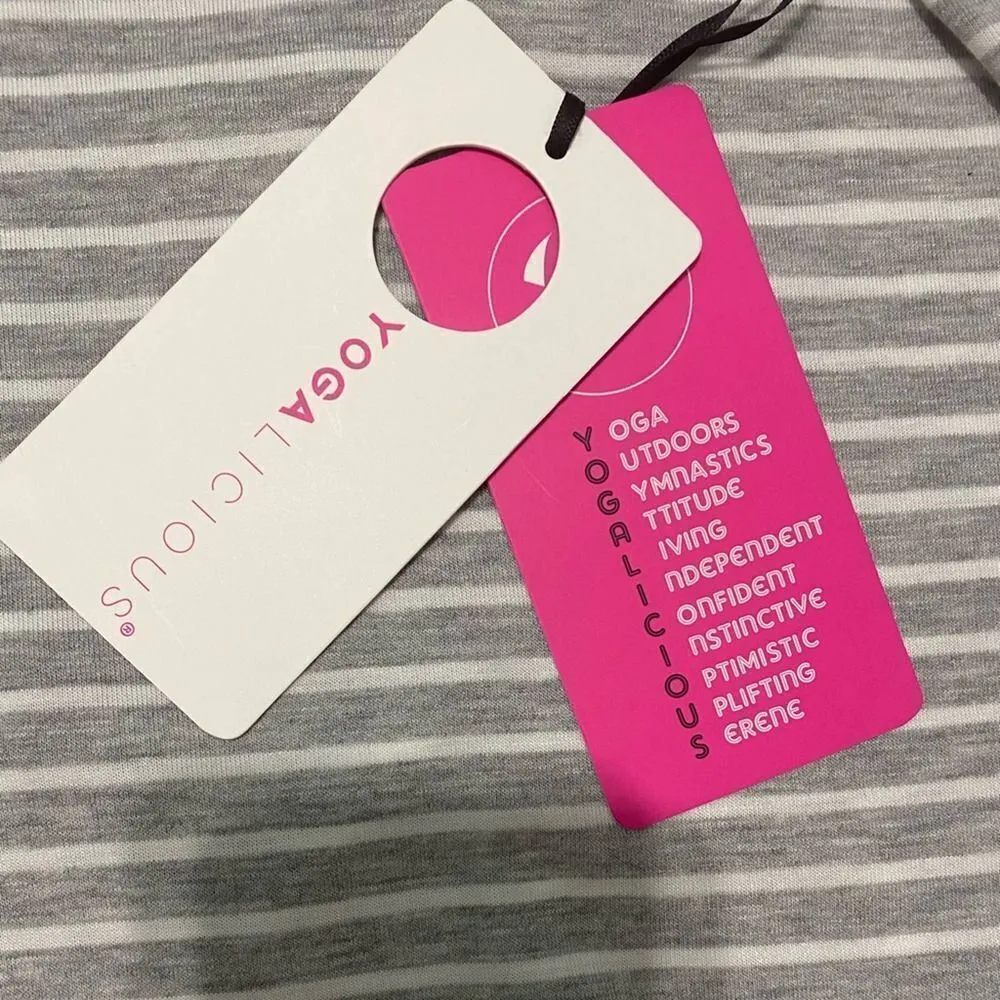 YOGALICIOUS®
YOGA
OUTDOORS
GYMNASTICS
ATTITUDE
LIVING
INDEPENDENT
CONFIDENT
INSTINCTIVE
OPTIMISTIC
UPLIFTING
SERENE